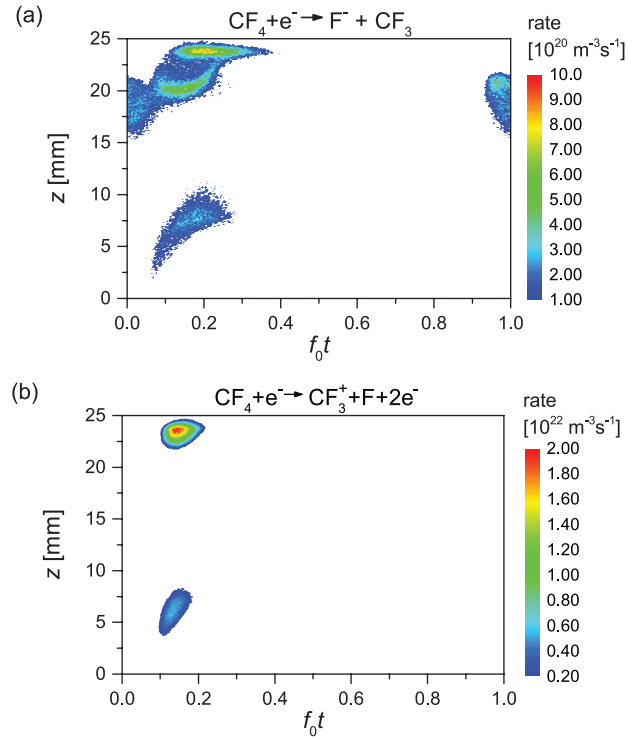 (a)
CF₄+e⁻→ F⁻ + CF₃
rate
[10²⁰ m⁻³s⁻¹]
25
20
15
10
5
0
z [mm]
0.0 0.2 0.4 0.6 0.8 1.0
f₀t
10.0
9.00
8.00
7.00
6.00
5.00
4.00
3.00
2.00
1.00
(b)
CF₄+e⁻→ CF₃⁺+F+2e⁻
rate
[10²² m⁻³s⁻¹]
25
20
15
10
5
0
z [mm]
0.0 0.2 0.4 0.6 0.8 1.0
f₀t
2.00
1.80
1.60
1.40
1.20
1.00
0.80
0.60
0.40
0.20